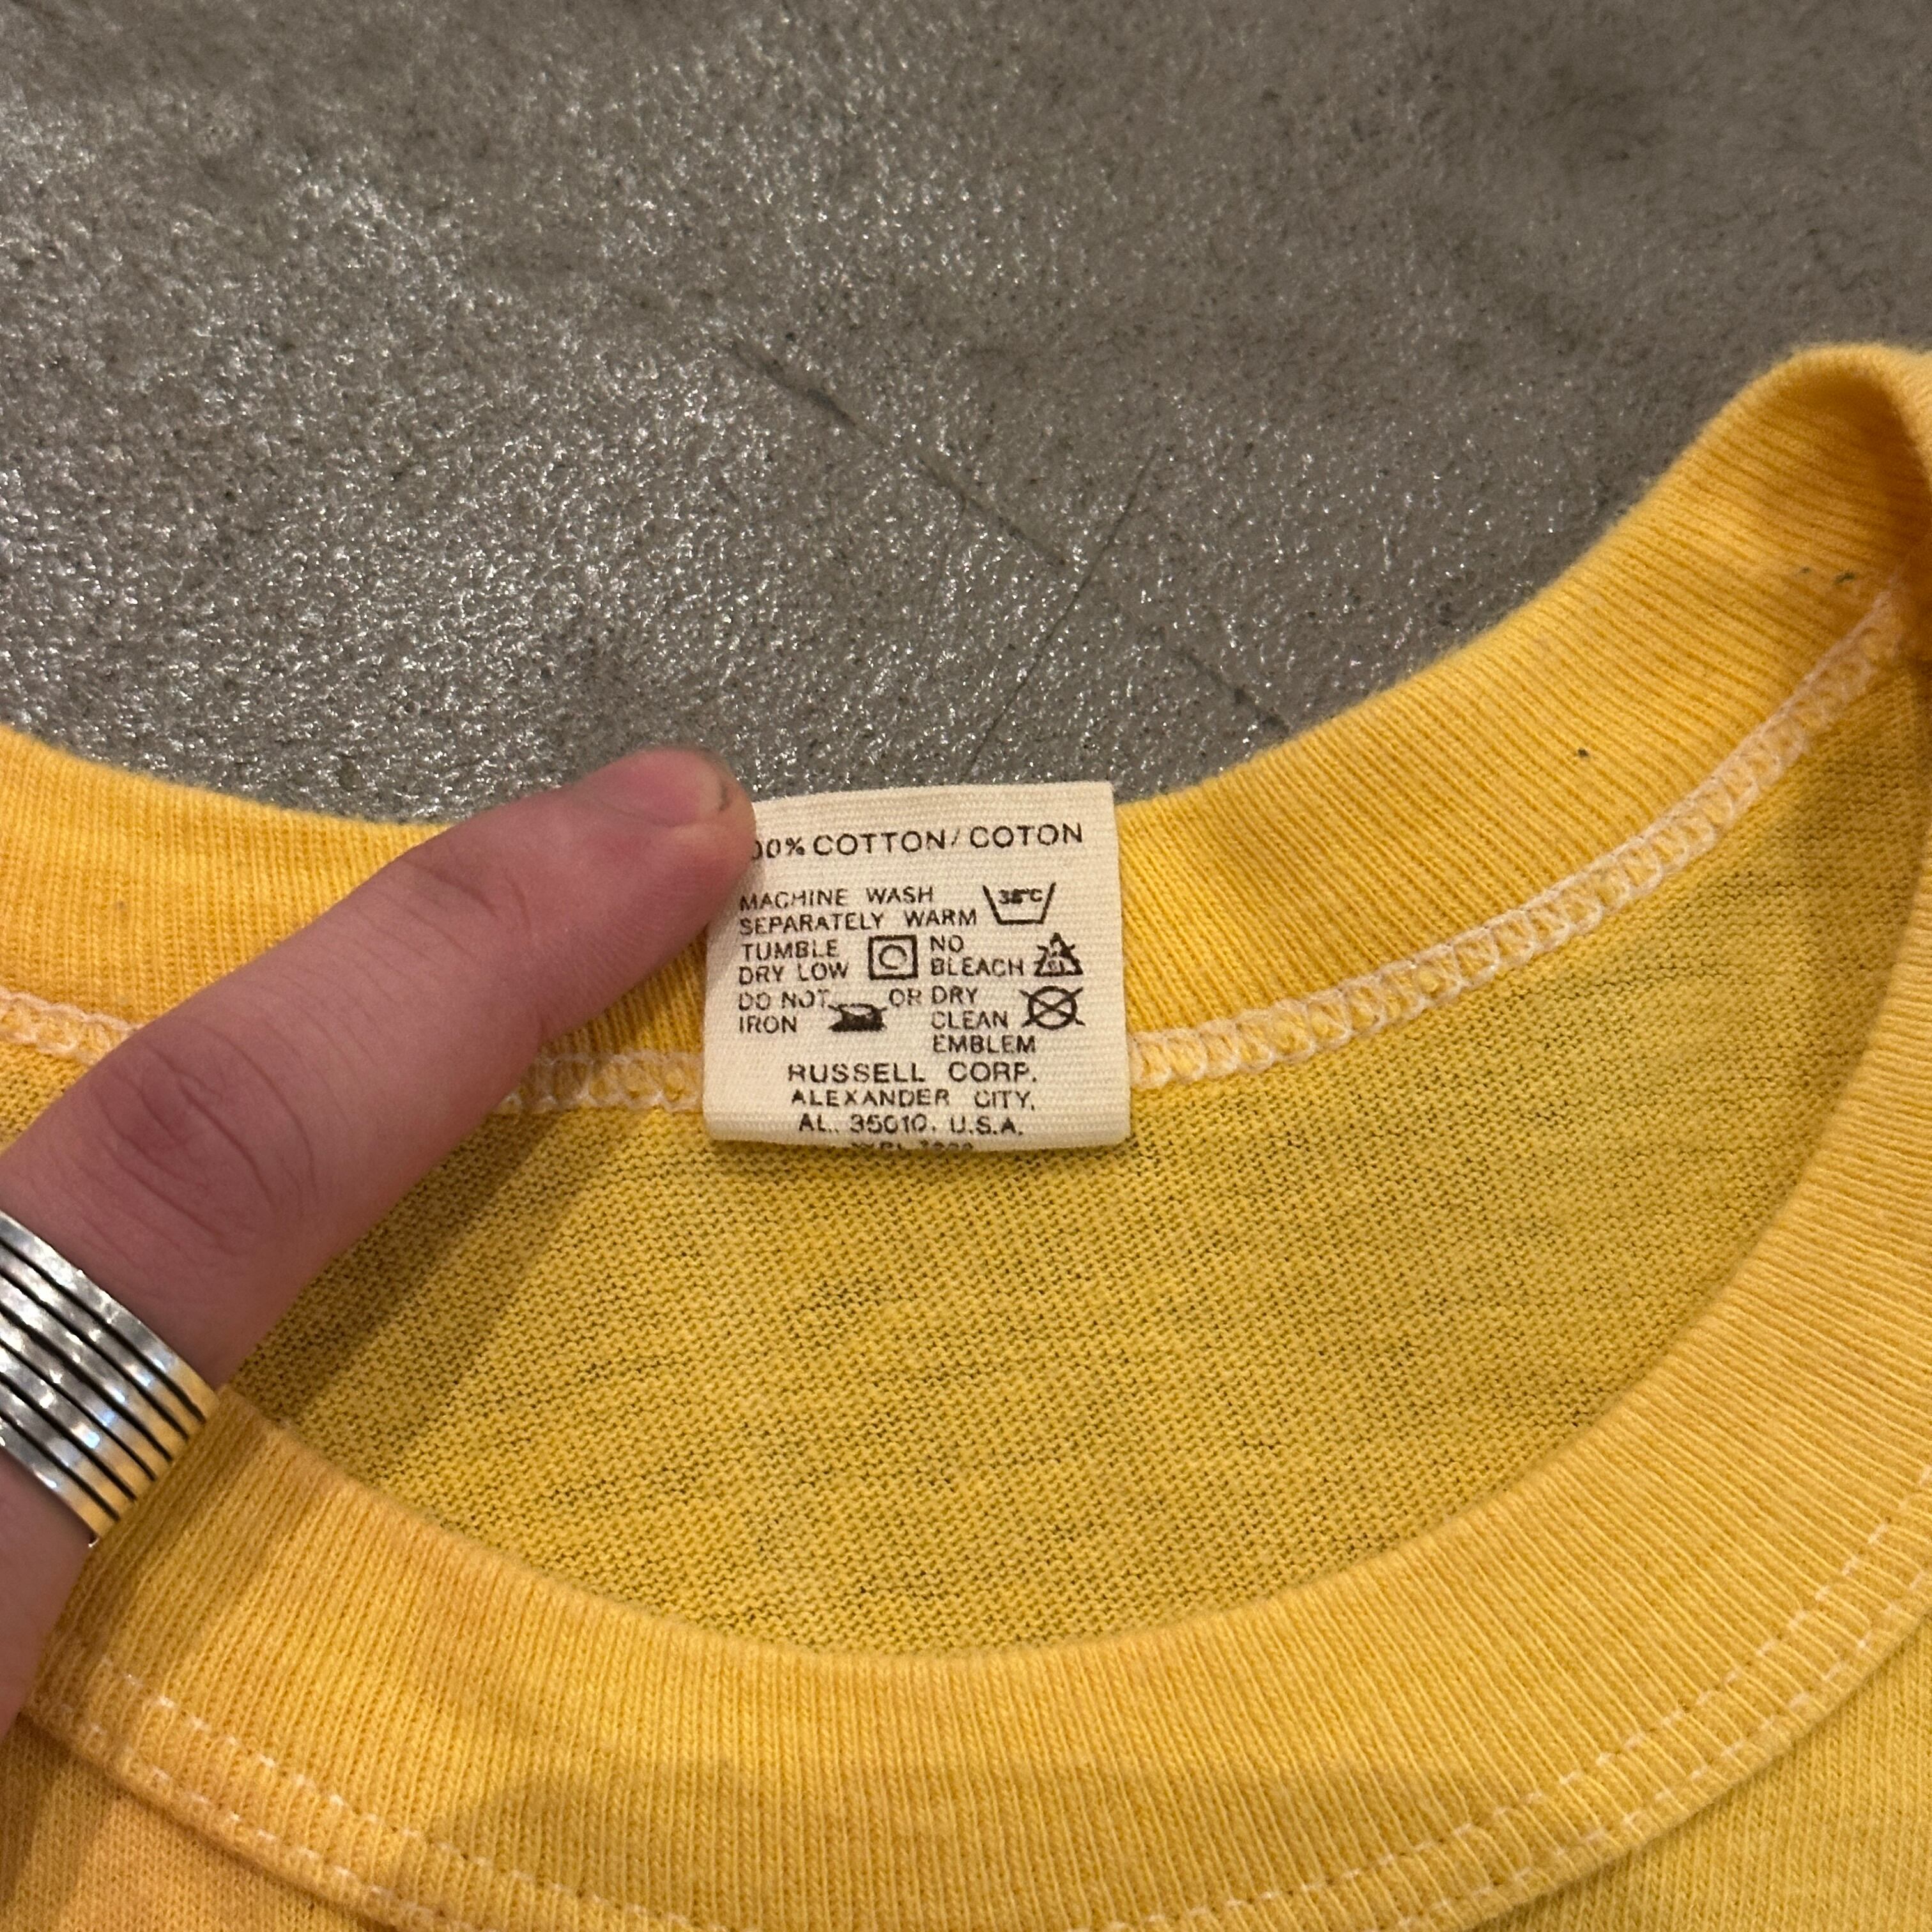 00% COTTON/COTON
MACHINE WASH 38°C
SEPARATELY WARM
TUMBLE NO
DRY LOW BLEACH
DO NOT OR DRY
IRON CLEAN
EMBLEM
RUSSELL CORP.
ALEXANDER CITY,
AL. 35010. U.S.A.